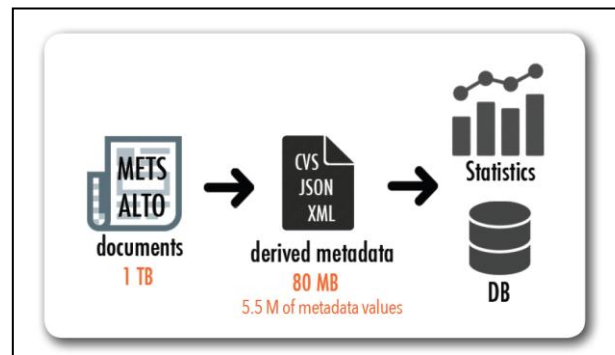 METS
ALTO
documents
1 TB
CVS
JSON
XML
derived metadata
80 MB
5.5 M of metadata values
Statistics
DB